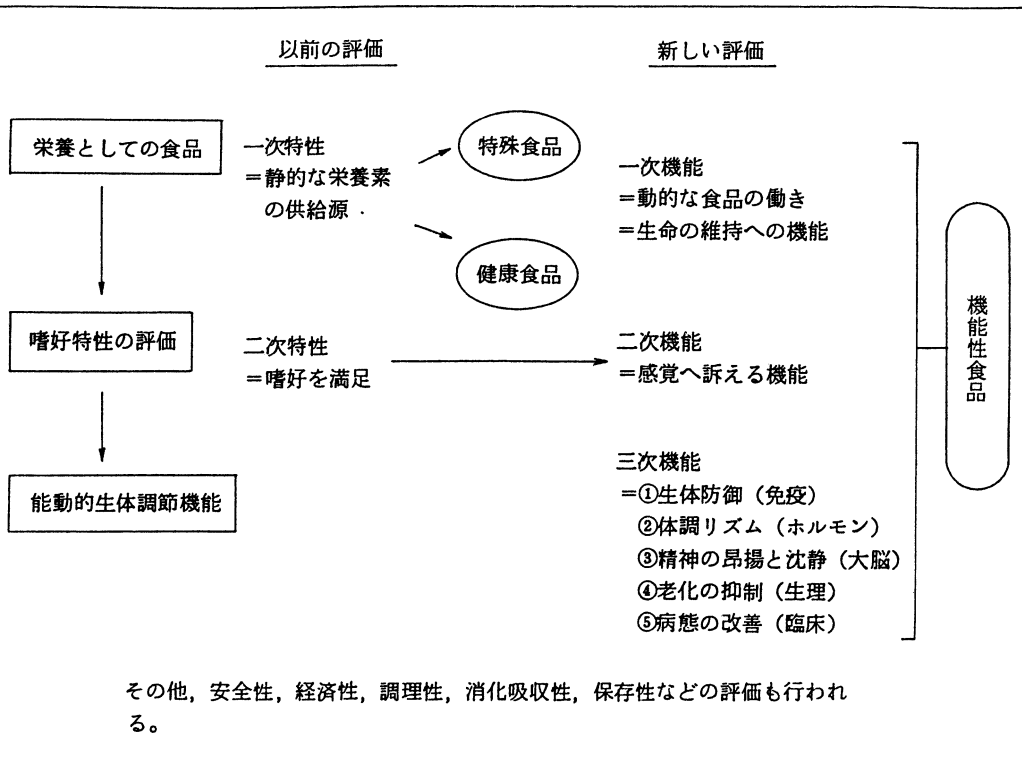 以前の評価
新しい評価
栄養としての食品
一次特性
＝静的な栄養素
の供給源
特殊食品
健康食品
一次機能
＝動的な食品の働き
＝生命の維持への機能
嗜好特性の評価
二次特性
＝嗜好を満足
二次機能
＝感覚へ訴える機能
能動的生体調節機能
三次機能
＝①生体防御（免疫）
②体調リズム（ホルモン）
③精神の昂揚と沈静（大脳）
④老化の抑制（生理）
⑤病態の改善（臨床）
機能性食品
その他，安全性，経済性，調理性，消化吸収性，保存性などの評価も行われ
る。